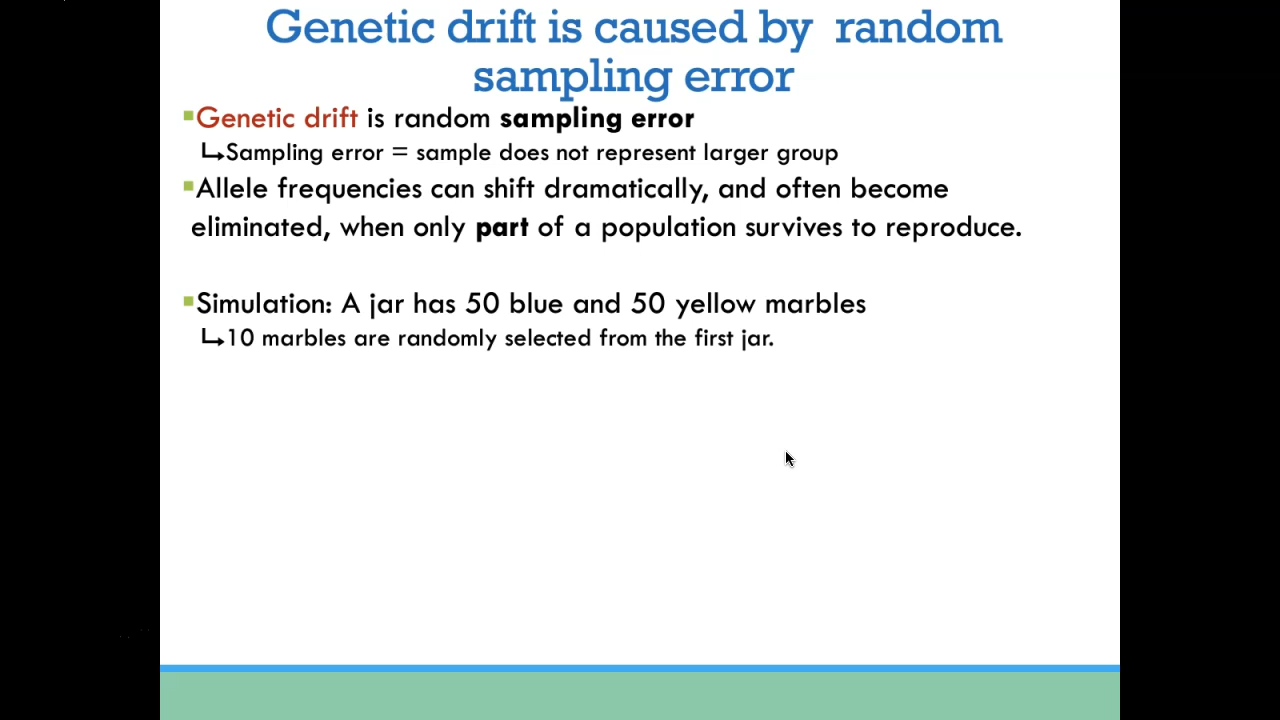 Genetic drift is caused by random
sampling error
▪Genetic drift is random sampling error
↳Sampling error = sample does not represent larger group
▪Allele frequencies can shift dramatically, and often become
eliminated, when only part of a population survives to reproduce.
▪Simulation: A jar has 50 blue and 50 yellow marbles
↳10 marbles are randomly selected from the first jar.